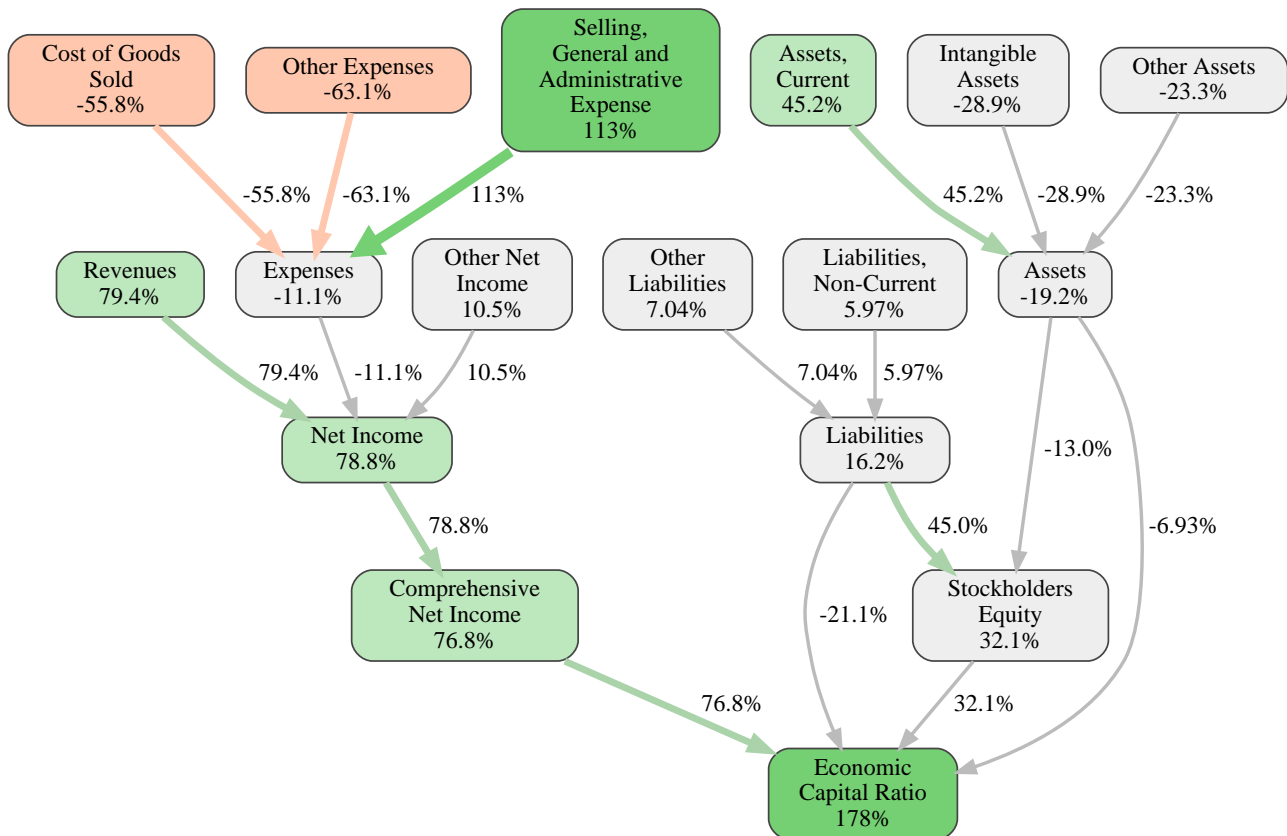 Cost of Goods
Sold
-55.8%
Other Expenses
-63.1%
Selling,
General and
Administrative
Expense
113%
Assets,
Current
45.2%
Intangible
Assets
-28.9%
Other Assets
-23.3%
-55.8%
-63.1%
113%
45.2%
-28.9%
-23.3%
Revenues
79.4%
Expenses
-11.1%
Other Net
Income
10.5%
Other
Liabilities
7.04%
Liabilities,
Non-Current
5.97%
Assets
-19.2%
79.4%
-11.1%
10.5%
7.04%
5.97%
Net Income
78.8%
Liabilities
16.2%
-13.0%
-6.93%
78.8%
45.0%
Comprehensive
Net Income
76.8%
-21.1%
Stockholders
Equity
32.1%
76.8%
32.1%
Economic
Capital Ratio
178%